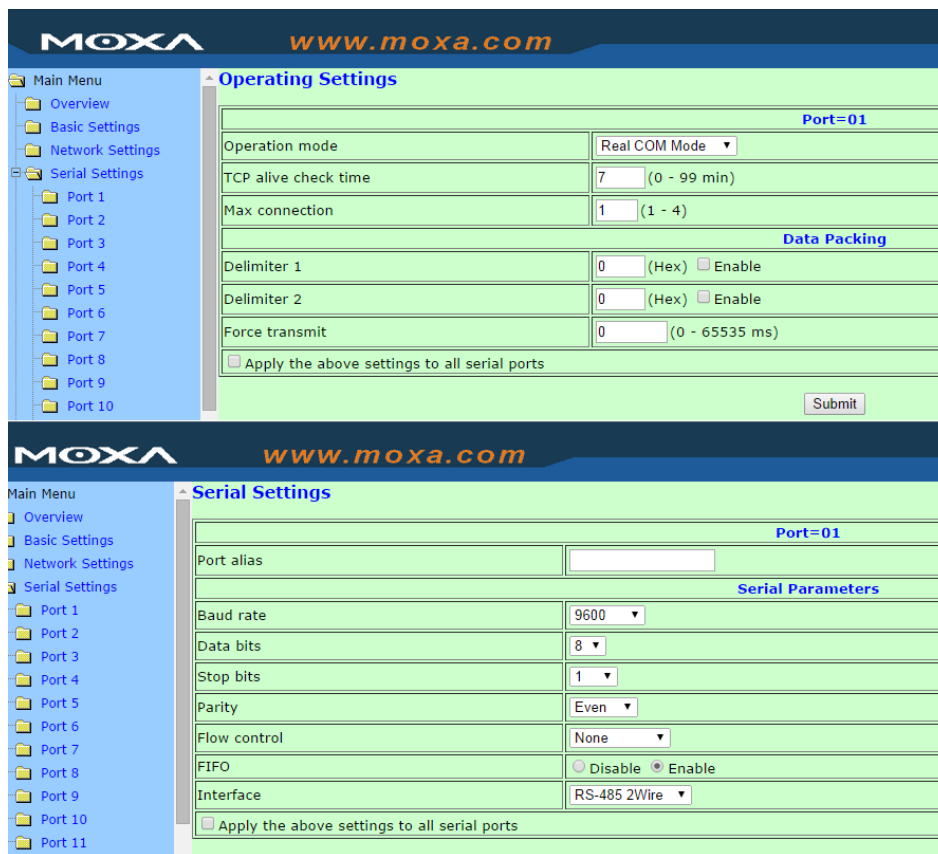 MOXA www.moxa.com
Main Menu
Overview
Basic Settings
Network Settings
Serial Settings
Port 1
Port 2
Port 3
Port 4
Port 5
Port 6
Port 7
Port 8
Port 9
Port 10
Operating Settings
Port=01
Operation mode Real COM Mode
TCP alive check time 7 (0 - 99 min)
Max connection 1 (1 - 4)
Data Packing
Delimiter 1 0 (Hex) Enable
Delimiter 2 0 (Hex) Enable
Force transmit 0 (0 - 65535 ms)
Apply the above settings to all serial ports
Submit
MOXA www.moxa.com
Main Menu
Overview
Basic Settings
Network Settings
Serial Settings
Port 1
Port 2
Port 3
Port 4
Port 5
Port 6
Port 7
Port 8
Port 9
Port 10
Port 11
Serial Settings
Port=01
Port alias
Serial Parameters
Baud rate 9600
Data bits 8
Stop bits 1
Parity Even
Flow control None
FIFO Disable Enable
Interface RS-485 2Wire
Apply the above settings to all serial ports